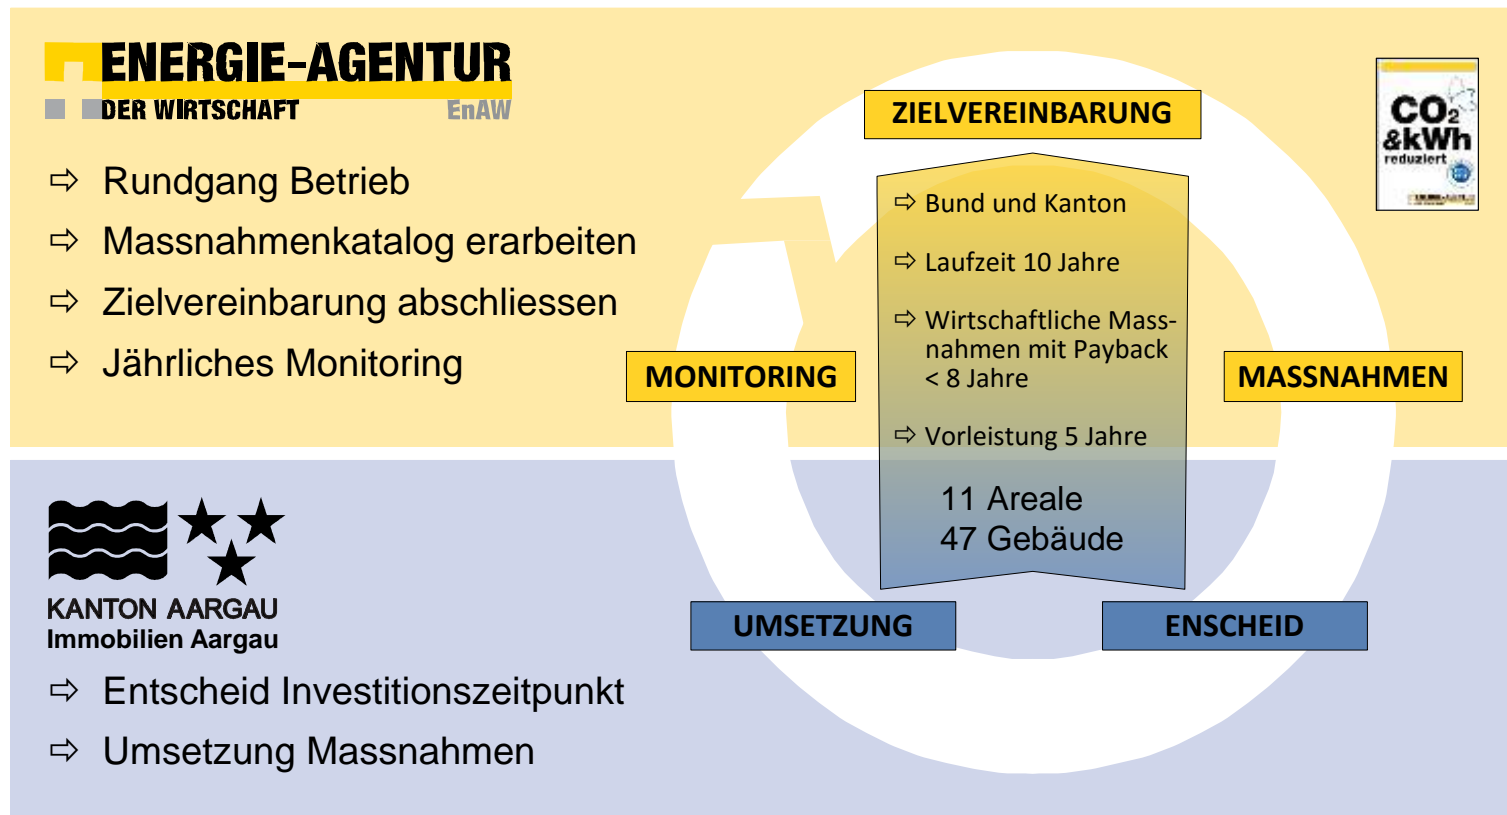 ENERGIE-AGENTUR
DER WIRTSCHAFT EnAW
⇨ Rundgang Betrieb
⇨ Massnahmenkatalog erarbeiten
⇨ Zielvereinbarung abschliessen
⇨ Jährliches Monitoring
ZIELVEREINBARUNG
⇨ Bund und Kanton
⇨ Laufzeit 10 Jahre
⇨ Wirtschaftliche Mass-
nahmen mit Payback
< 8 Jahre
⇨ Vorleistung 5 Jahre
11 Areale
47 Gebäude
MONITORING
MASSNAHMEN
UMSETZUNG
ENSCHEID
CO₂
&kWh
reduziert
ENERGIE-AGENTUR
KANTON AARGAU
Immobilien Aargau
⇨ Entscheid Investitionszeitpunkt
⇨ Umsetzung Massnahmen